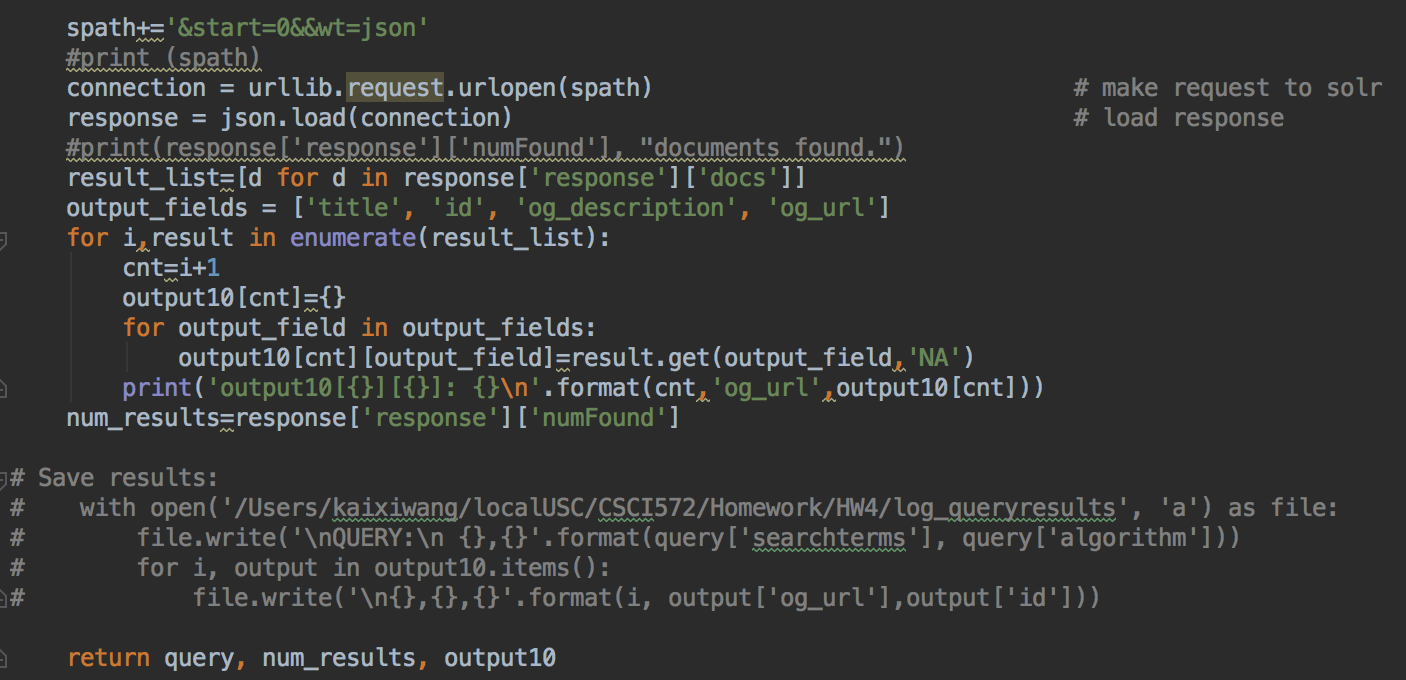 spath+='&start=0&&wt=json'
#print (spath)
connection = urllib.request.urlopen(spath) # make request to solr
response = json.load(connection) # load response
#print(response['response']['numFound'], "documents found.")
result_list=[d for d in response['response']['docs']]
output_fields = ['title', 'id', 'og_description', 'og_url']
for i,result in enumerate(result_list):
    cnt=i+1
    output10[cnt]={}
    for output_field in output_fields:
        output10[cnt][output_field]=result.get(output_field,'NA')
    print('output10[{}][{}]: {}\n'.format(cnt,'og_url',output10[cnt]))
num_results=response['response']['numFound']
# Save results:
#    with open('/Users/kaixiwang/localUSC/CSCI572/Homework/HW4/log_queryresults', 'a') as file:
#        file.write('\nQUERY:\n {},{}'.format(query['searchterms'], query['algorithm']))
#        for i, output in output10.items():
#            file.write('\n{},{},{}'.format(i, output['og_url'],output['id']))
return query, num_results, output10